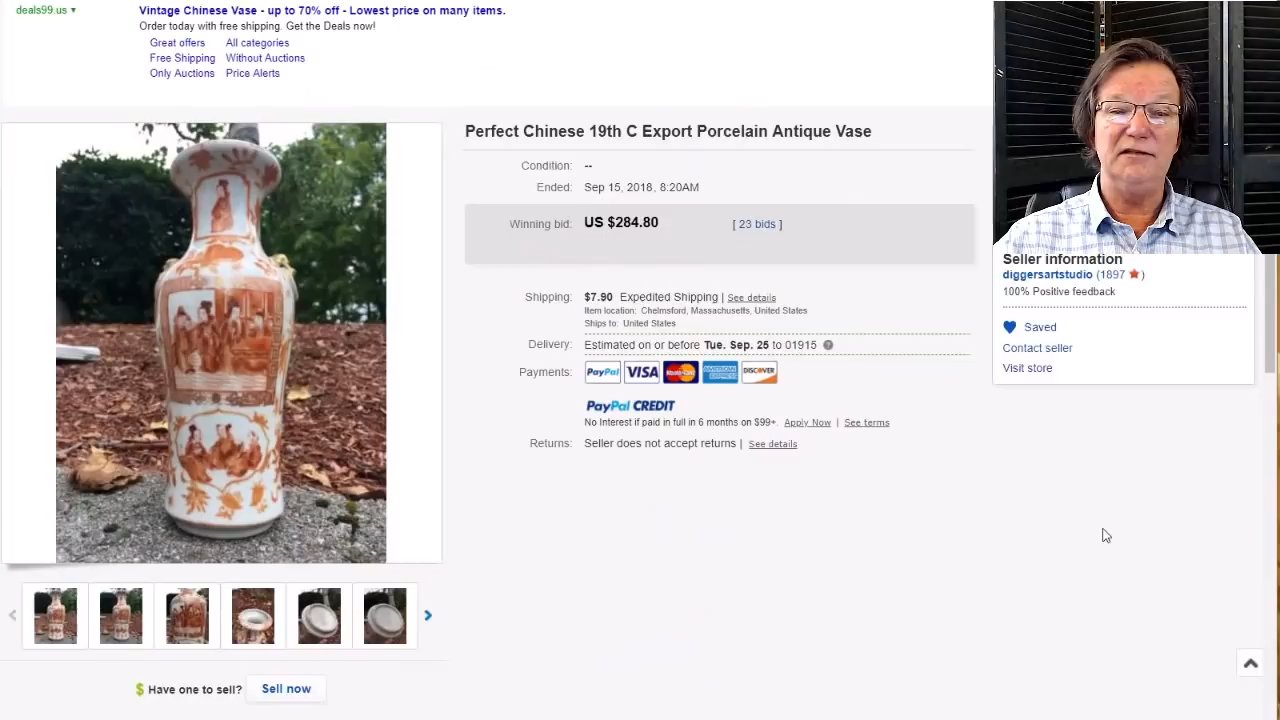 deals99.us ▾
Vintage Chinese Vase - up to 70% off - Lowest price on many items.
Order today with free shipping. Get the Deals now!
Great offers All categories
Free Shipping Without Auctions
Only Auctions Price Alerts
Perfect Chinese 19th C Export Porcelain Antique Vase
Condition: --
Ended: Sep 15, 2018, 8:20AM
Winning bid: US $284.80 [ 23 bids ]
Shipping: $7.90 Expedited Shipping | See details
Item location: Chelmsford, Massachusetts, United States
Ships to: United States
Delivery: Estimated on or before Tue. Sep. 25 to 01915 ?
Payments: PayPal VISA MasterCard AMERICAN EXPRESS DISCOVER
PayPal CREDIT
No Interest if paid in full in 6 months on $99+. Apply Now | See terms
Returns: Seller does not accept returns | See details
Seller information
diggersartstudio (1897 ★)
100% Positive feedback
Saved
Contact seller
Visit store
$ Have one to sell? Sell now